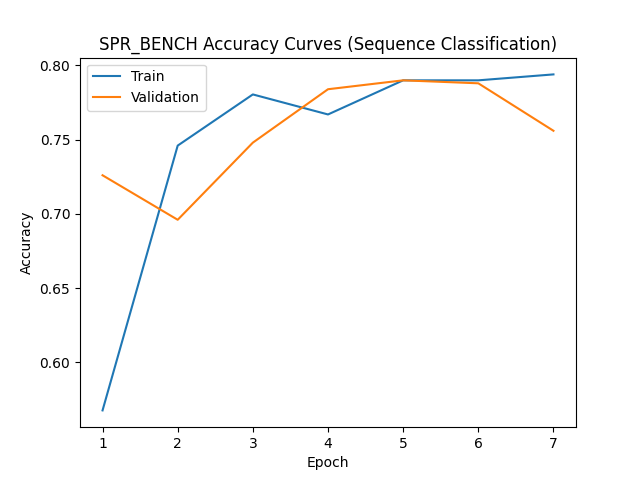 SPR_BENCH Accuracy Curves (Sequence Classification)
Train
Validation
0.80
0.75
0.70
0.65
0.60
Accuracy
1 2 3 4 5 6 7
Epoch